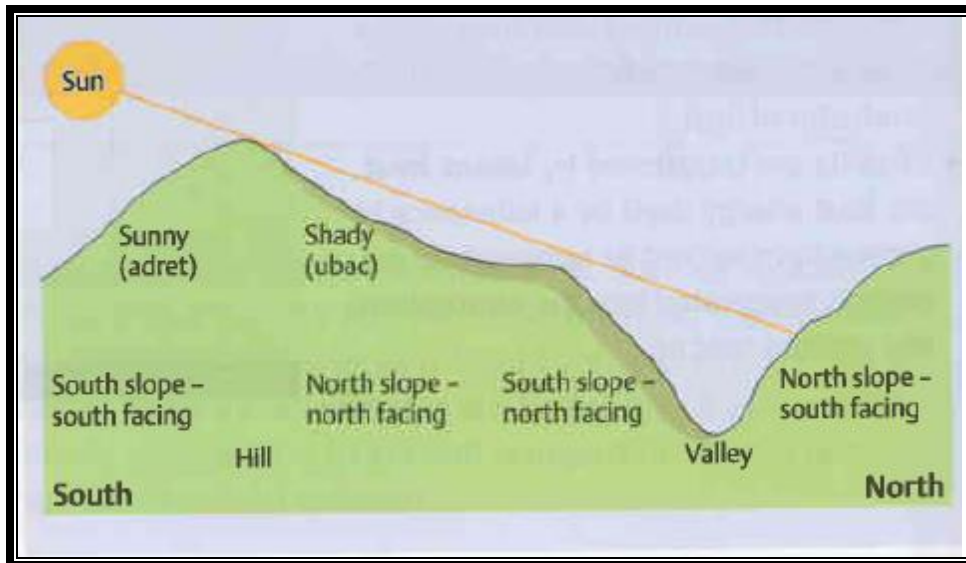 Sun
Sunny
(adret)
Shady
(ubac)
South slope –
south facing
North slope –
north facing
South slope –
north facing
North slope –
south facing
Hill
Valley
South
North